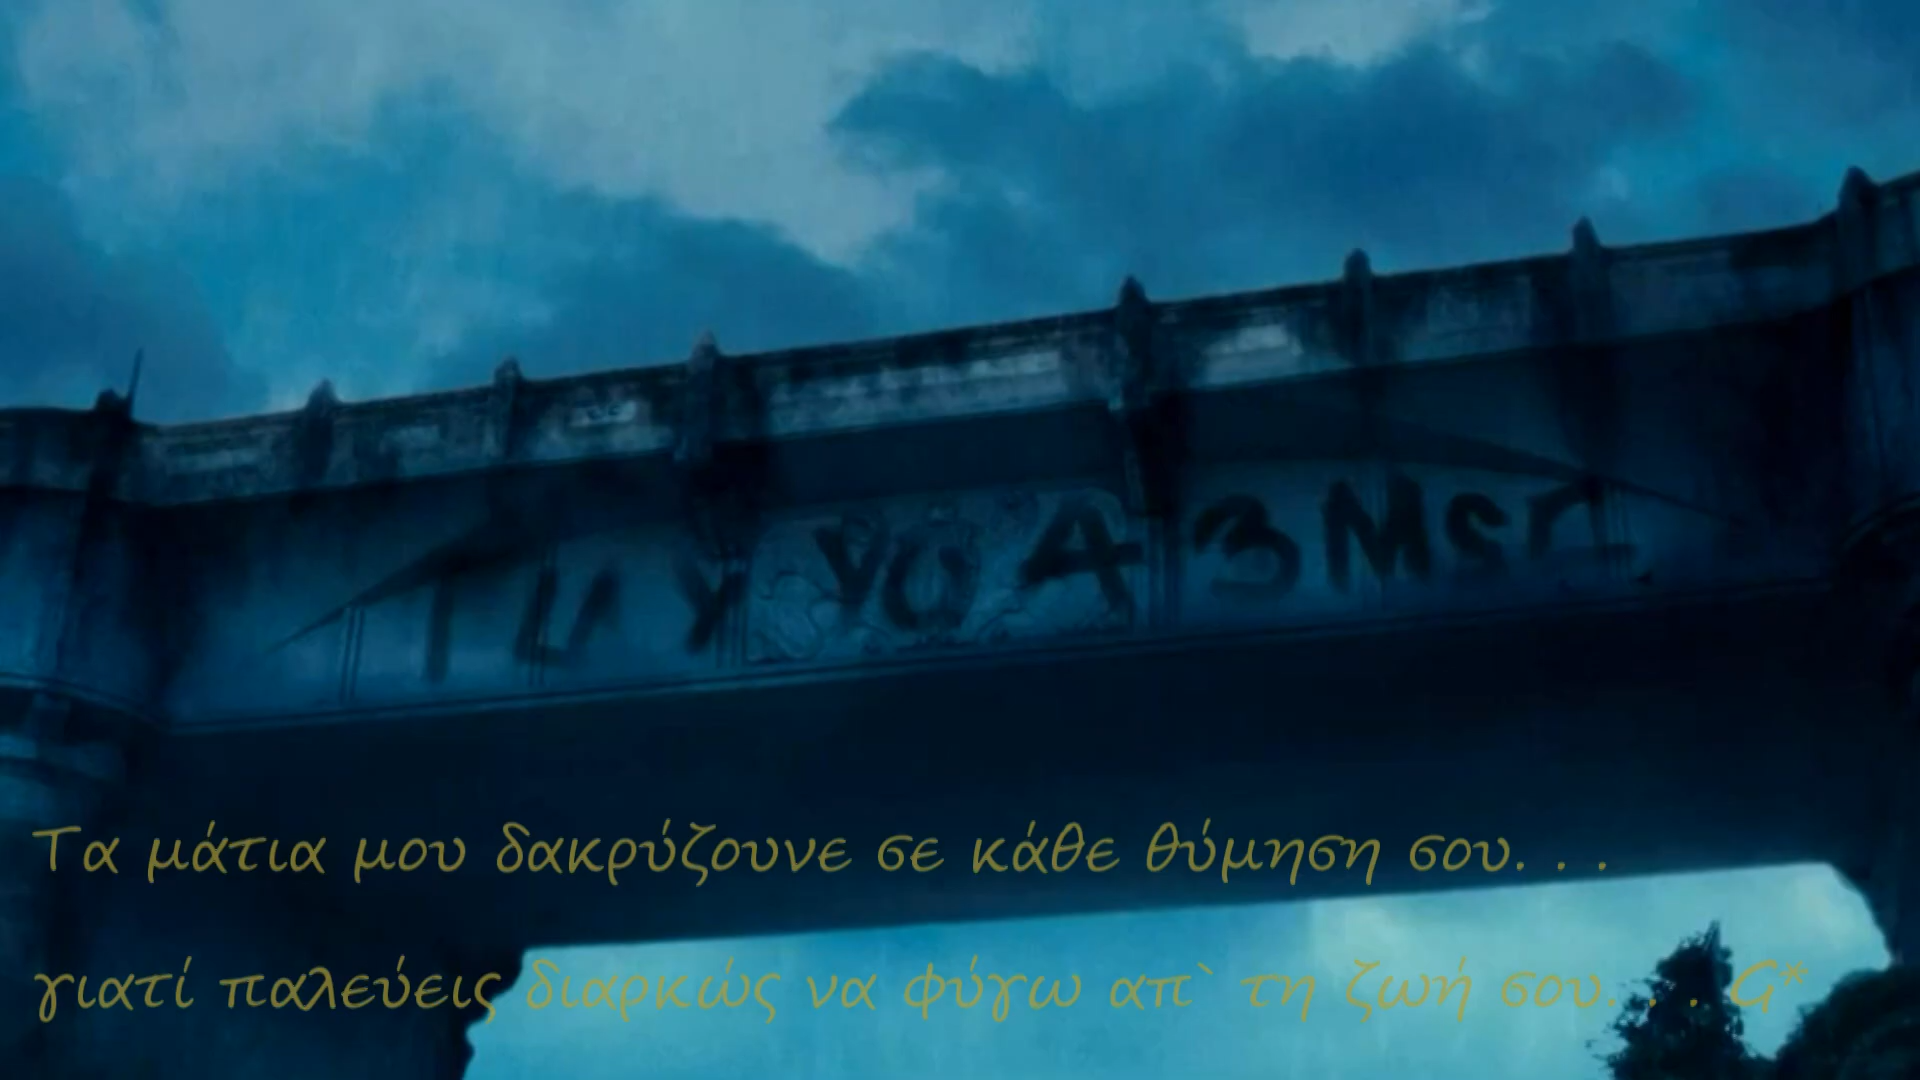 Τα μάτια μου δακρύζουνε σε κάθε θύμηση σου. . .
γιατί παλεύεις διαρκώς να φύγω απ` τη ζωή σου. . . G*